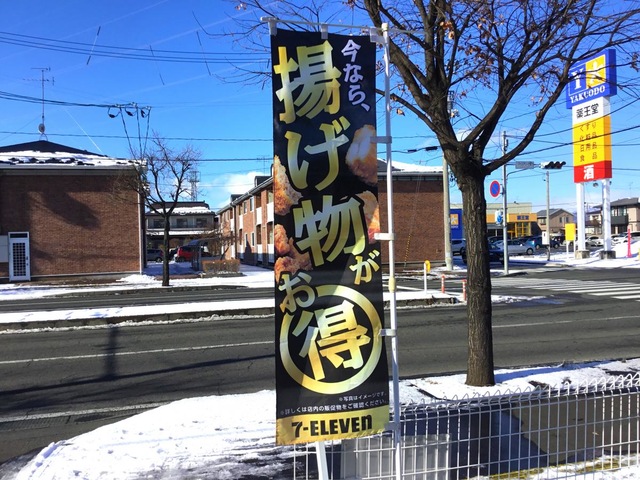 今なら、
揚げ物が
お得
※写真はイメージです
※詳しくは店内の販促物をご確認ください。
7-ELEVEN
YAKUODO
薬王堂
くすり
化粧品
日用品
食品
酒